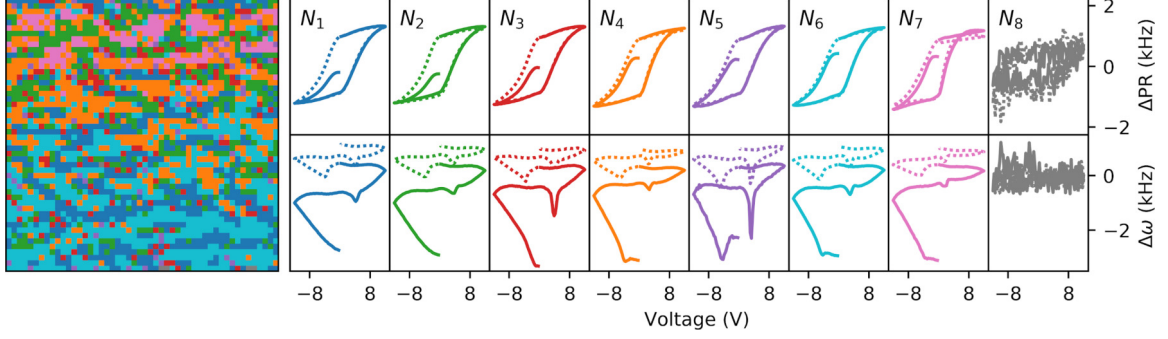 N₁ N₂ N₃ N₄ N₅ N₆ N₇ N₈
2
0
−2
ΔPR (kHz)
0
−2
Δω (kHz)
−8 8 −8 8 −8 8 −8 8 −8 8 −8 8 −8 8 −8 8
Voltage (V)